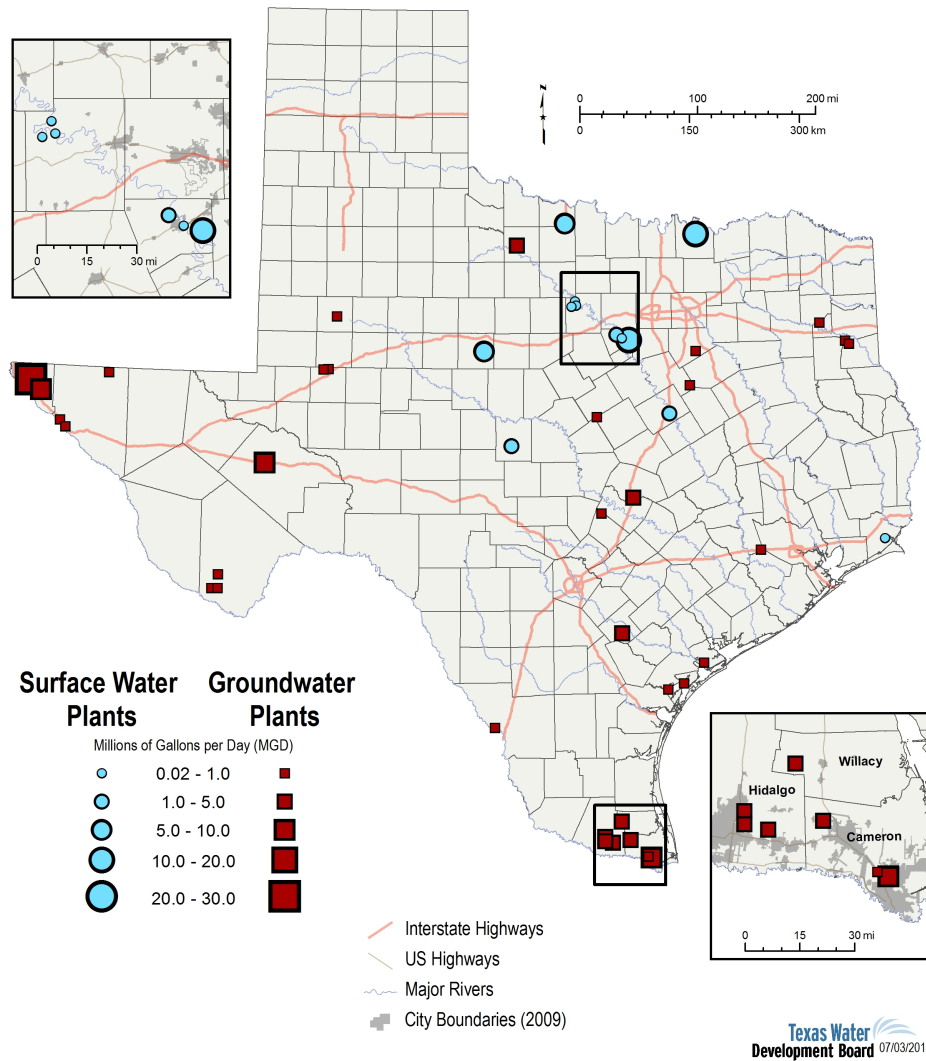 N
0 100 200 mi
0 150 300 km
0 15 30 mi
Surface Water Plants
Groundwater Plants
Millions of Gallons per Day (MGD)
0.02 - 1.0
1.0 - 5.0
5.0 - 10.0
10.0 - 20.0
20.0 - 30.0
Willacy
Hidalgo
Cameron
0 15 30 mi
Interstate Highways
US Highways
Major Rivers
City Boundaries (2009)
Texas Water
Development Board 07/03/201